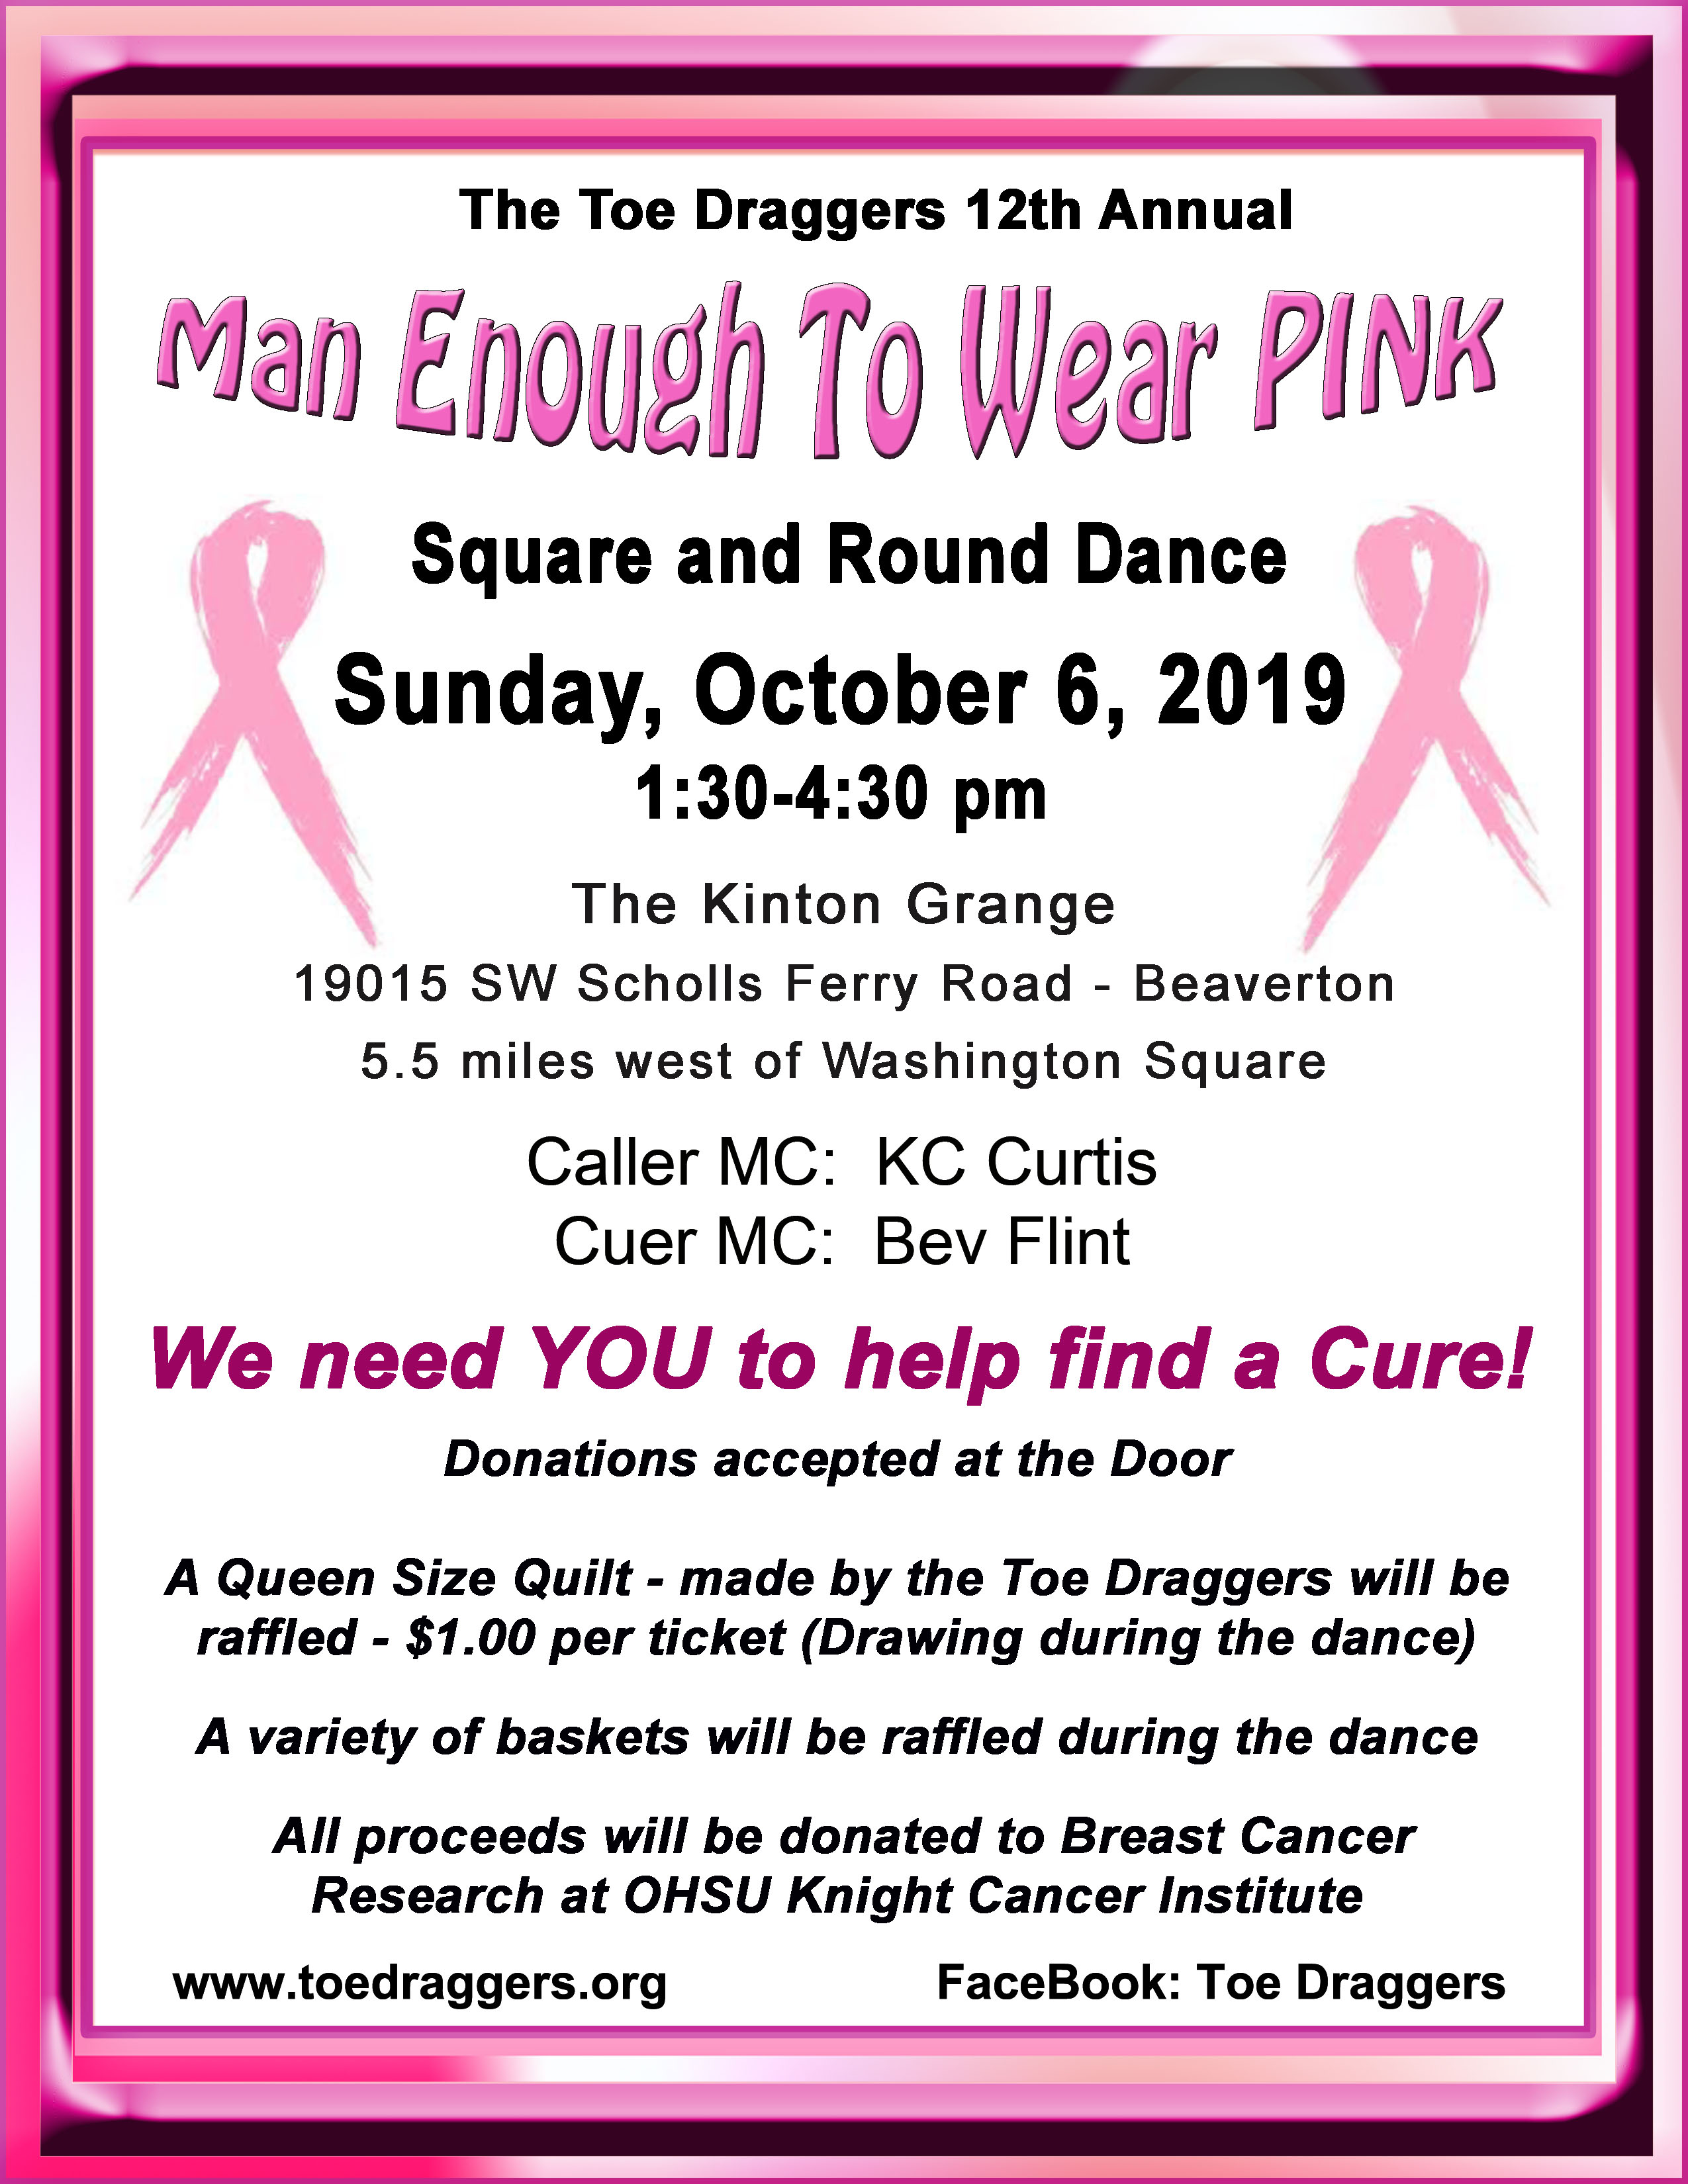 The Toe Draggers 12th Annual
Man Enough To Wear PINK
Square and Round Dance
Sunday, October 6, 2019
1:30-4:30 pm
The Kinton Grange
19015 SW Scholls Ferry Road - Beaverton
5.5 miles west of Washington Square
Caller MC: KC Curtis
Cuer MC: Bev Flint
We need YOU to help find a Cure!
Donations accepted at the Door
A Queen Size Quilt - made by the Toe Draggers will be
raffled - $1.00 per ticket (Drawing during the dance)
A variety of baskets will be raffled during the dance
All proceeds will be donated to Breast Cancer
Research at OHSU Knight Cancer Institute
www.toedraggers.org FaceBook: Toe Draggers